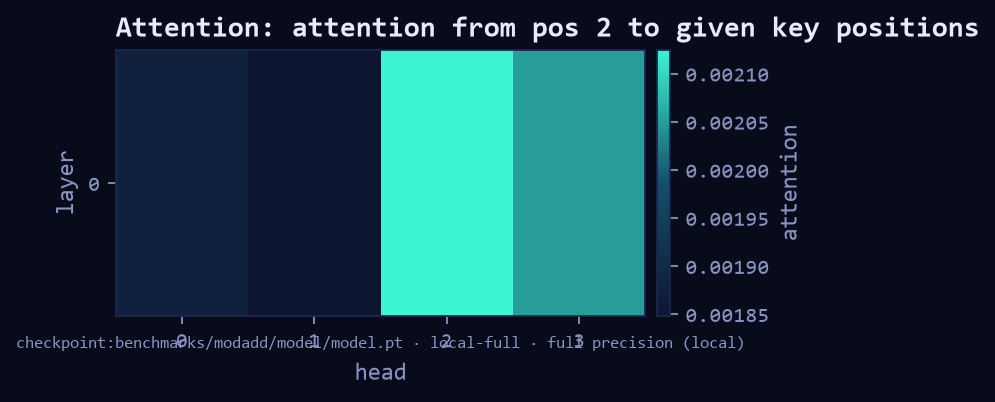 Attention: attention from pos 2 to given key positions
0.00210
0.00205
0.00200
0.00195
0.00190
0.00185
attention
layer
0
0 1 2 3
checkpoint:benchmarks/modadd/model/model.pt · local-full · full precision (local)
head